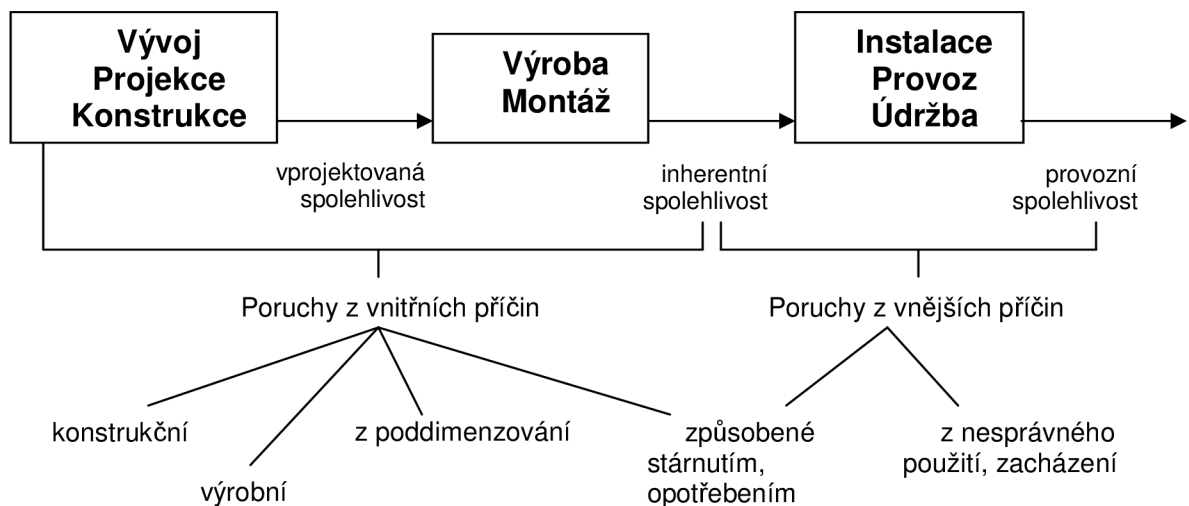 Vývoj
Projekce
Konstrukce
Výroba
Montáž
Instalace
Provoz
Údržba
vprojektovaná
spolehlivost
inherentní
spolehlivost
provozní
spolehlivost
Poruchy z vnitřních příčin
Poruchy z vnějších příčin
konstrukční
výrobní
z poddimenzování
způsobené
stárnutím,
opotřebením
z nesprávného
použití, zacházení